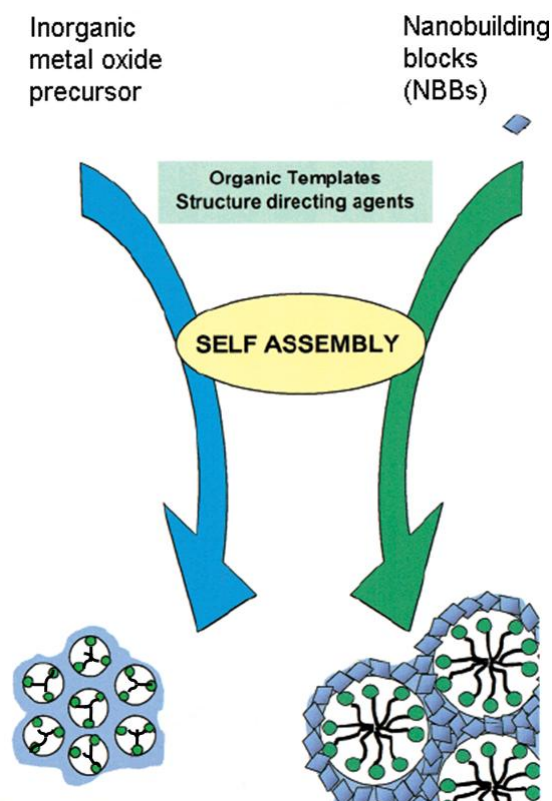 Inorganic
metal oxide
precursor
Nanobuilding
blocks
(NBBs)
Organic Templates
Structure directing agents
SELF ASSEMBLY